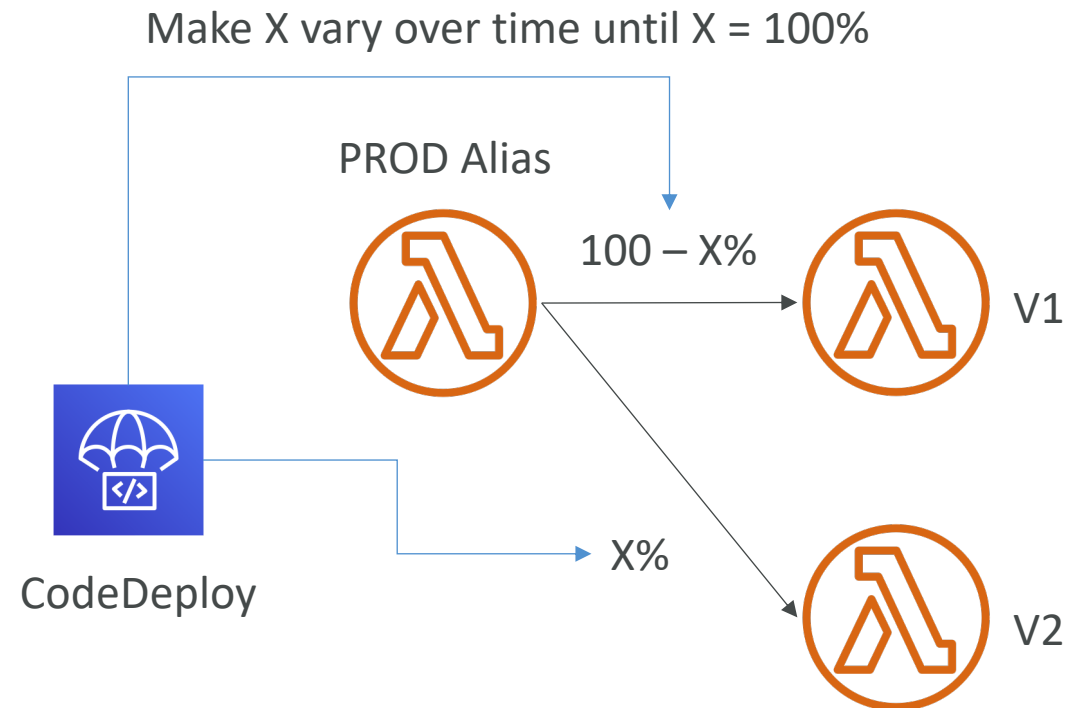 Make X vary over time until X = 100%
PROD Alias
100 – X%
V1
</>
X%
CodeDeploy
V2